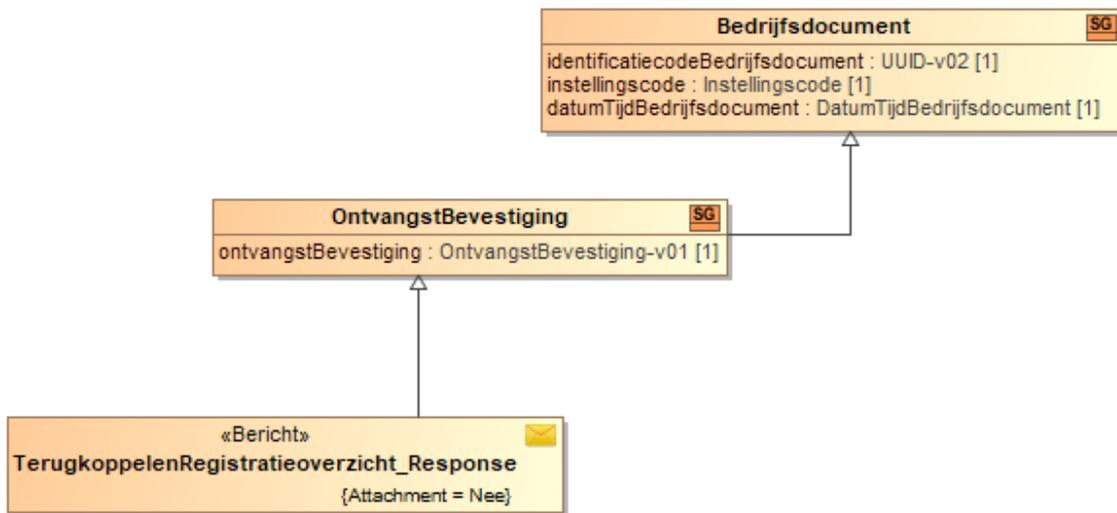 Bedrijfsdocument SG
identificatiecodeBedrijfsdocument : UUID-v02 [1]
instellingscode : Instellingscode [1]
datumTijdBedrijfsdocument : DatumTijdBedrijfsdocument [1]
OntvangstBevestiging SG
ontvangstBevestiging : OntvangstBevestiging-v01 [1]
«Bericht»
TerugkoppelenRegistratieoverzicht_Response
{Attachment = Nee}